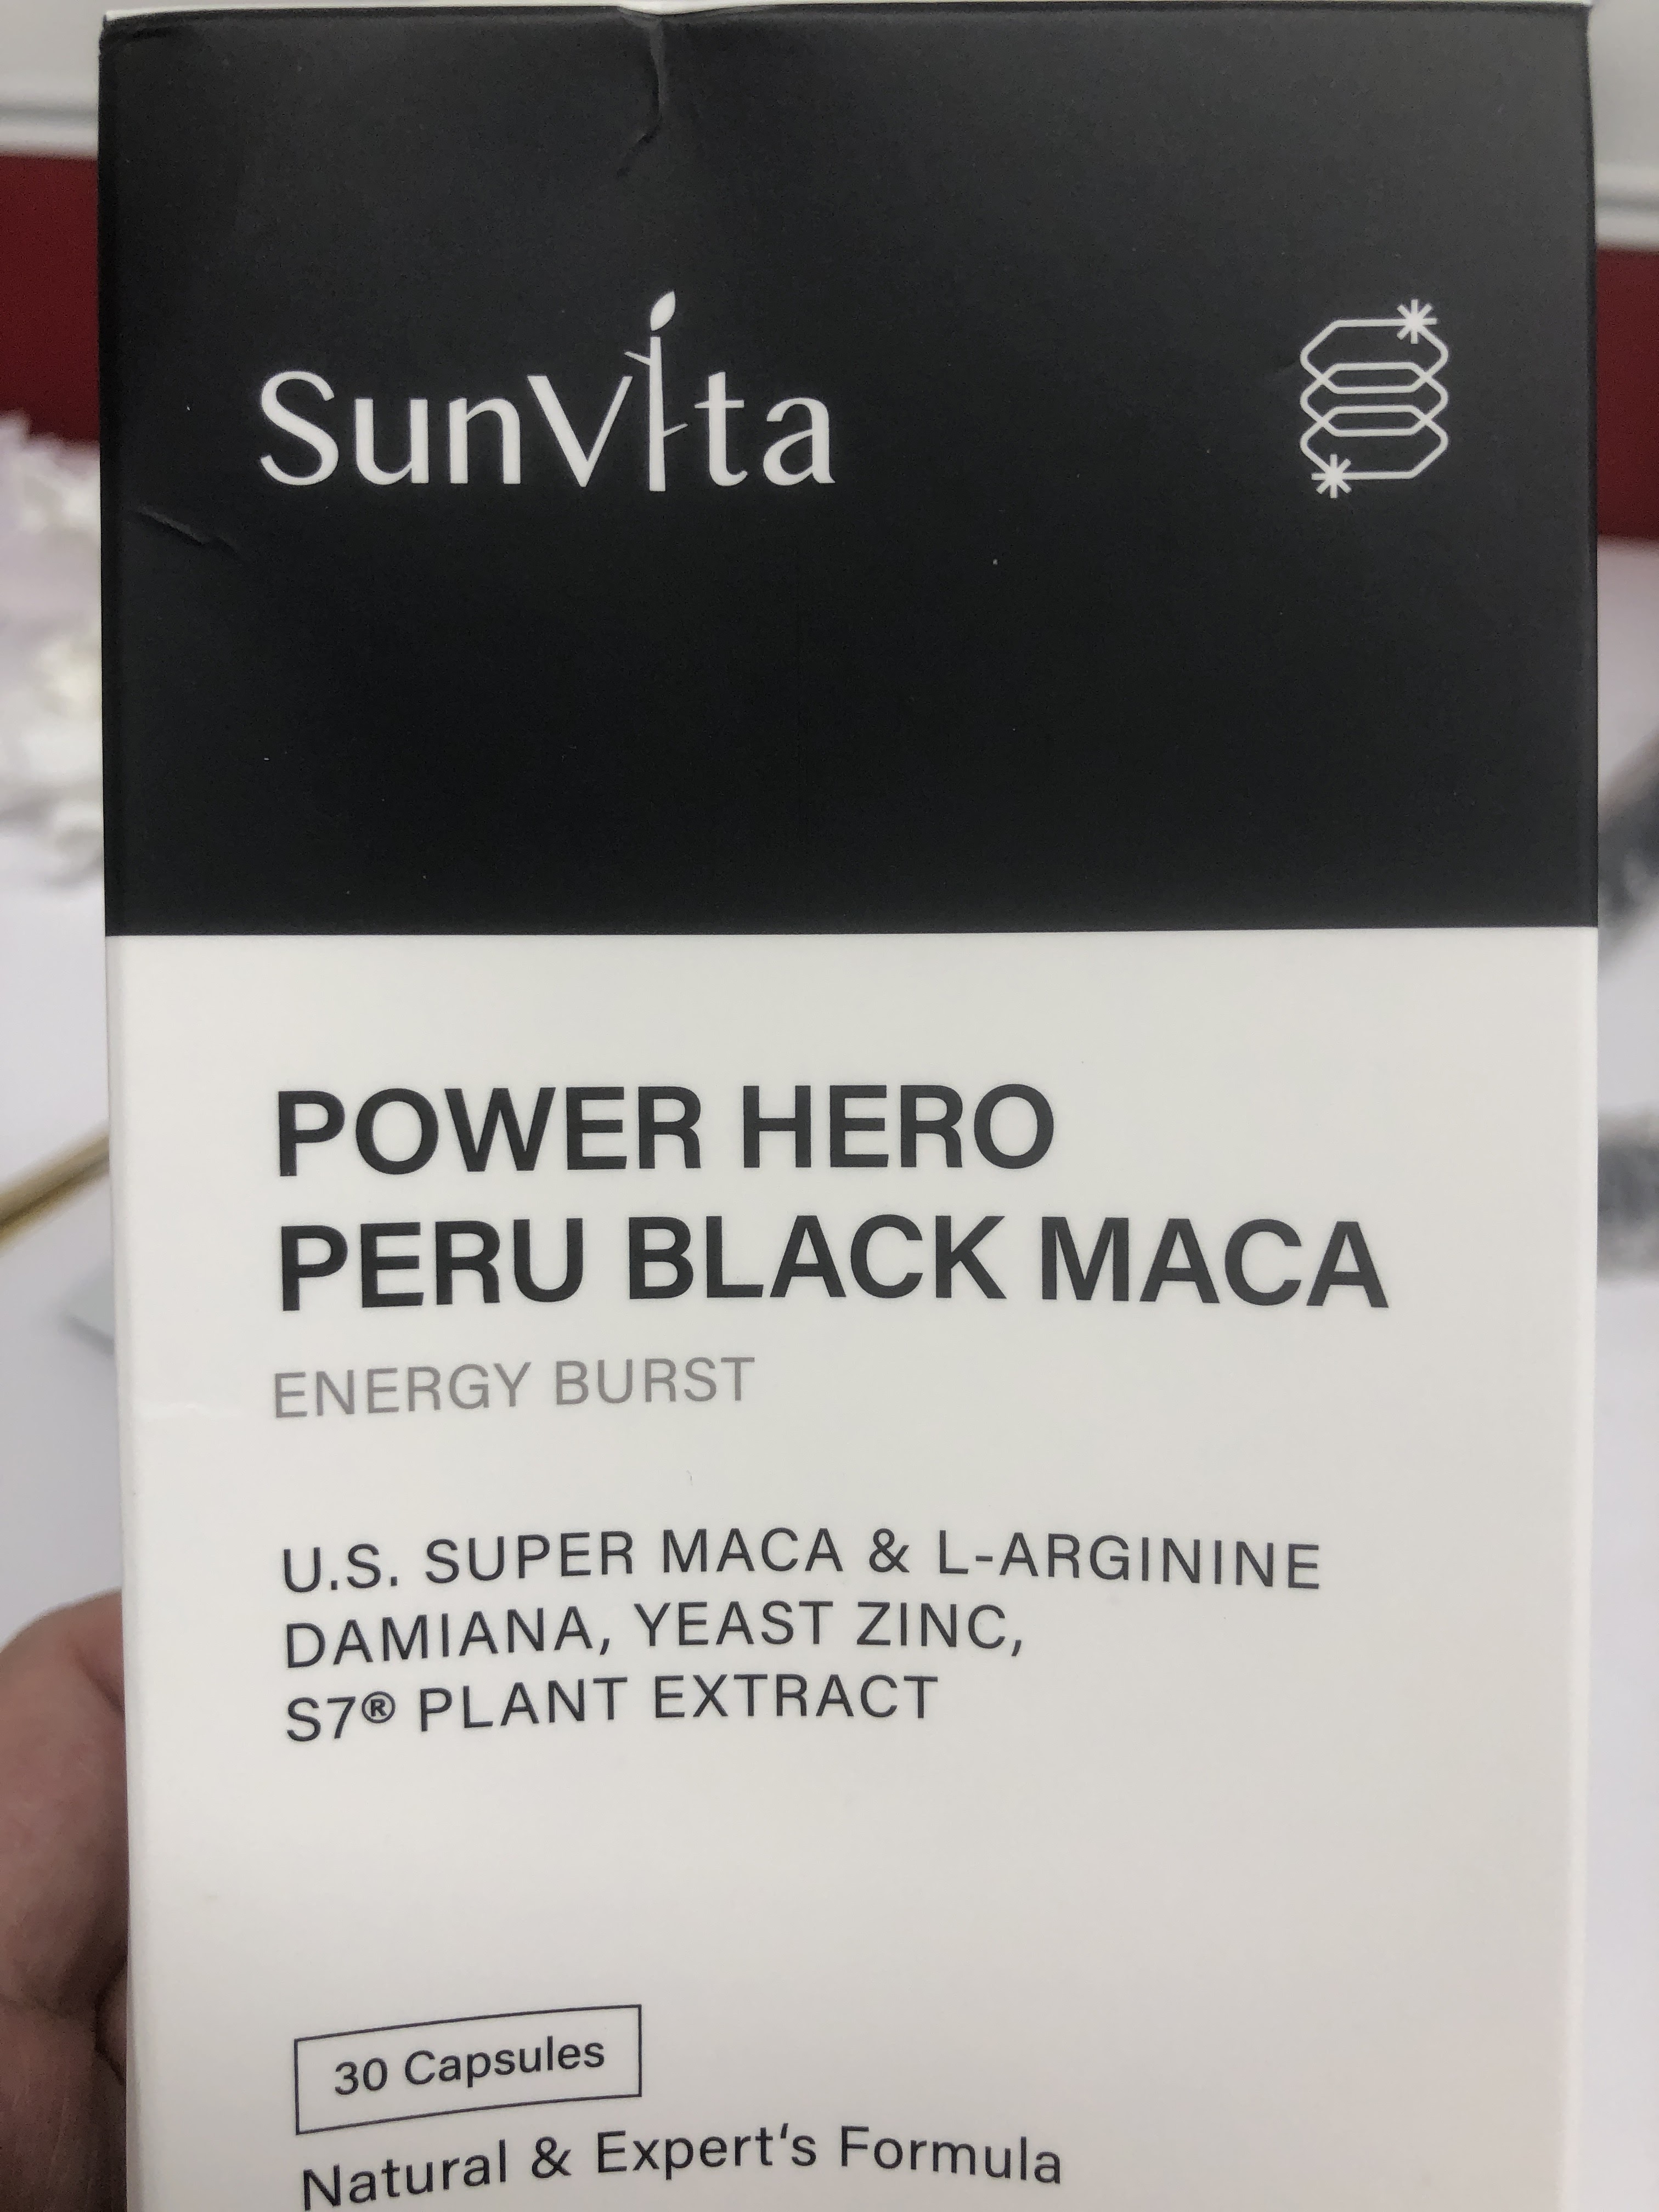 SunVita
POWER HERO
PERU BLACK MACA
ENERGY BURST
U.S. SUPER MACA & L-ARGININE
DAMIANA, YEAST ZINC,
S7® PLANT EXTRACT
30 Capsules
Natural & Expert‘s Formula